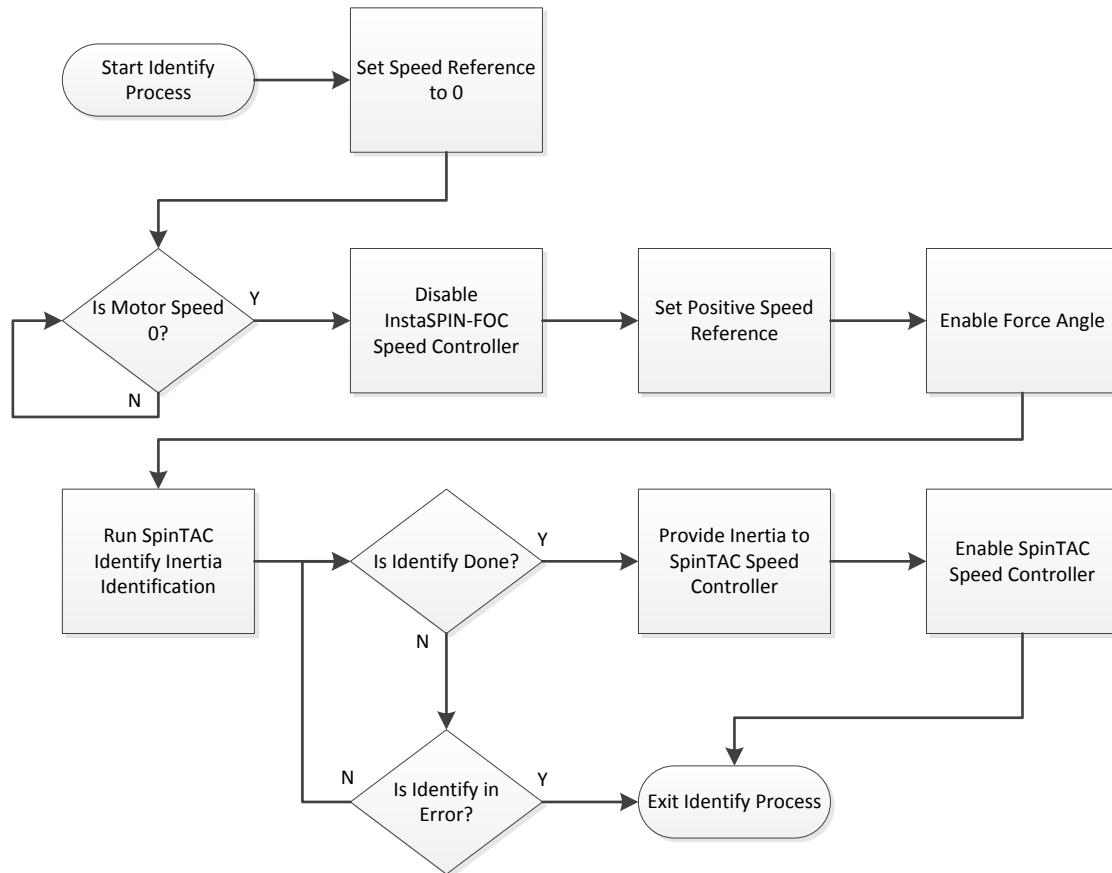 Start Identify
Process
Set Speed Reference
to 0
Is Motor Speed
0?
Y
N
Disable
InstaSPIN-FOC
Speed Controller
Set Positive Speed
Reference
Enable Force Angle
Run SpinTAC
Identify Inertia
Identification
Is Identify Done?
Y
N
Provide Inertia to
SpinTAC Speed
Controller
Enable SpinTAC
Speed Controller
Is Identify in
Error?
N
Y
Exit Identify Process